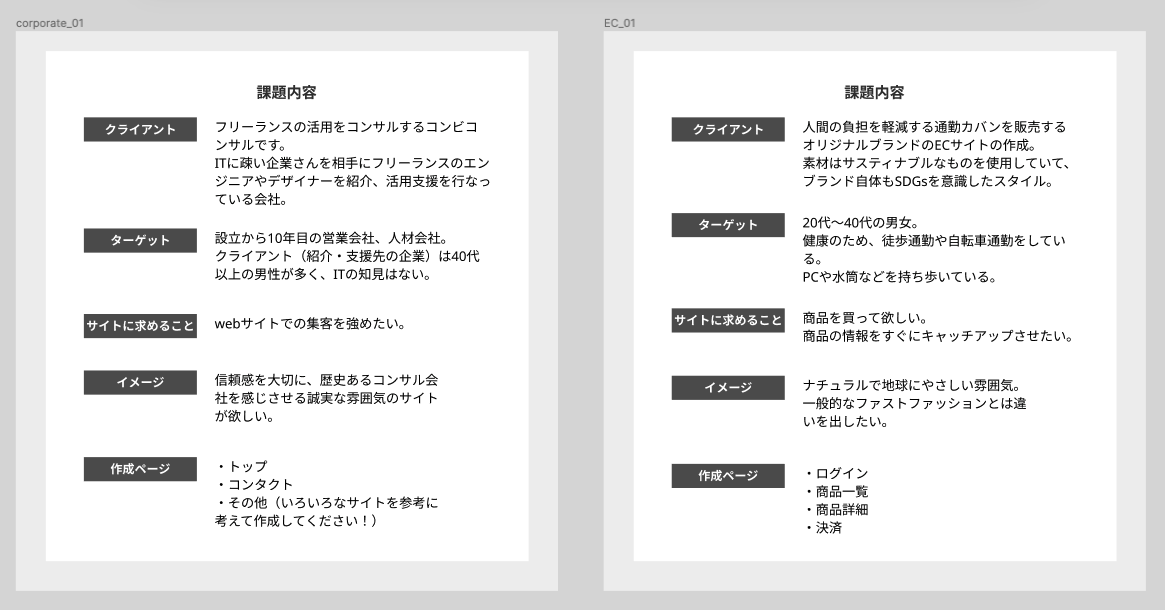 corporate_01
課題内容
クライアント
フリーランスの活用をコンサルするコンビコ
ンサルです。
ITに疎い企業さんを相手にフリーランスのエン
ジニアやデザイナーを紹介、活用支援を行なっ
ている会社。
ターゲット
設立から10年目の営業会社、人材会社。
クライアント（紹介・支援先の企業）は40代
以上の男性が多く、ITの知見はない。
サイトに求めること
webサイトでの集客を強めたい。
イメージ
信頼感を大切に、歴史あるコンサル会
社を感じさせる誠実な雰囲気のサイト
が欲しい。
作成ページ
・トップ
・コンタクト
・その他（いろいろなサイトを参考に
考えて作成してください！）
EC_01
課題内容
クライアント
人間の負担を軽減する通勤カバンを販売する
オリジナルブランドのECサイトの作成。
素材はサスティナブルなものを使用していて、
ブランド自体もSDGsを意識したスタイル。
ターゲット
20代〜40代の男女。
健康のため、徒歩通勤や自転車通勤をしてい
る。
PCや水筒などを持ち歩いている。
サイトに求めること
商品を買って欲しい。
商品の情報をすぐにキャッチアップさせたい。
イメージ
ナチュラルで地球にやさしい雰囲気。
一般的なファストファッションとは違
いを出したい。
作成ページ
・ログイン
・商品一覧
・商品詳細
・決済